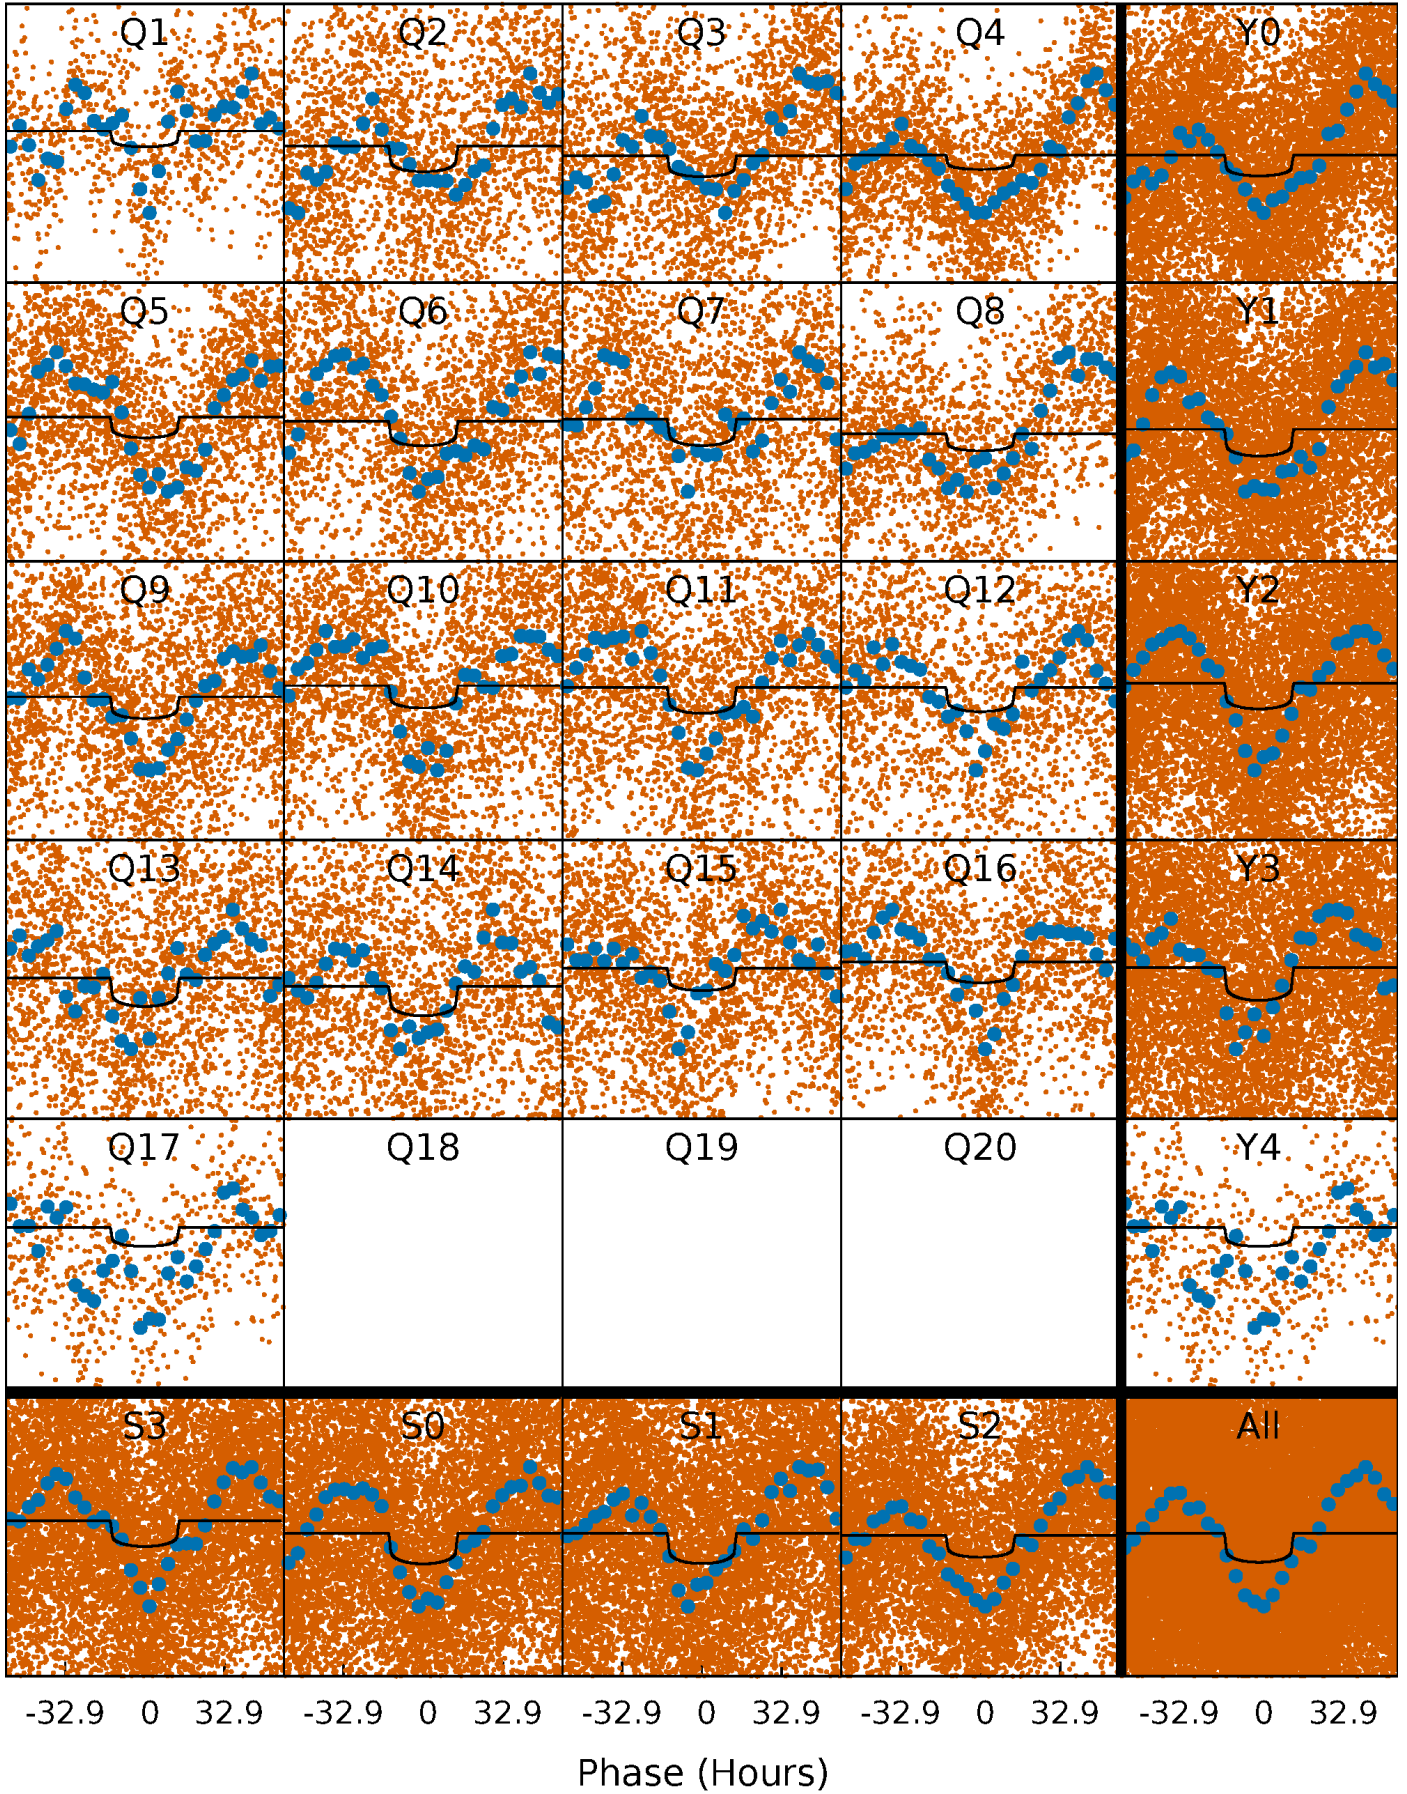 Q1 Q2 Q3 Q4 Y0
Q5 Q6 Q7 Q8 Y1
Q9 Q10 Q11 Q12 Y2
Q13 Q14 Q15 Q16 Y3
Q17 Q18 Q19 Q20 Y4
S3 S0 S1 S2 All
-32.9 0 32.9 -32.9 0 32.9 -32.9 0 32.9 -32.9 0 32.9 -32.9 0 32.9
Phase (Hours)